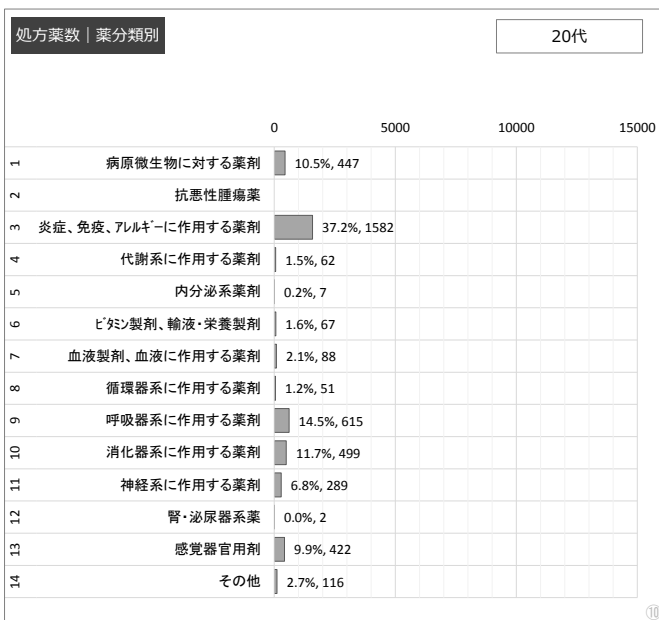 処方薬数｜薬分類別
20代
0 5000 10000 15000
1 病原微生物に対する薬剤 10.5%, 447
2 抗悪性腫瘍薬
3 炎症、免疫、ｱﾚﾙｷﾞｰに作用する薬剤 37.2%, 1582
4 代謝系に作用する薬剤 1.5%, 62
5 内分泌系薬剤 0.2%, 7
6 ﾋﾞﾀﾐﾝ製剤、輸液・栄養製剤 1.6%, 67
7 血液製剤、血液に作用する薬剤 2.1%, 88
8 循環器系に作用する薬剤 1.2%, 51
9 呼吸器系に作用する薬剤 14.5%, 615
10 消化器系に作用する薬剤 11.7%, 499
11 神経系に作用する薬剤 6.8%, 289
12 腎・泌尿器系薬 0.0%, 2
13 感覚器官用剤 9.9%, 422
14 その他 2.7%, 116
⑩